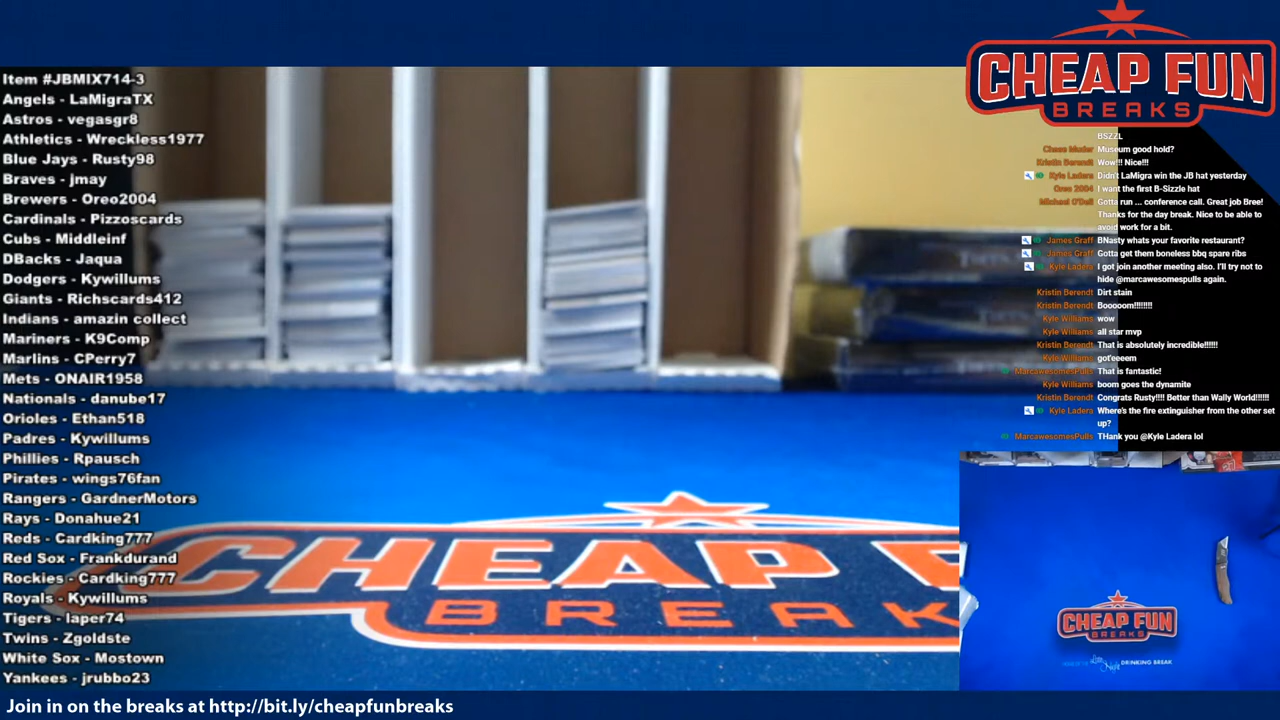 Item #JBMIX714-3
Angels - LaMigraTX
Astros - vegasgr8
Athletics - Wreckless1977
Blue Jays - Rusty98
Braves - jmay
Brewers - Oreo2004
Cardinals - Pizzoscards
Cubs - Middleinf
DBacks - Jaqua
Dodgers - Kywillums
Giants - Richscards412
Indians - amazin collect
Mariners - K9Comp
Marlins - CPerry7
Mets - ONAIR1958
Nationals - danube17
Orioles - Ethan518
Padres - Kywillums
Phillies - Rpausch
Pirates - wings76fan
Rangers - GardnerMotors
Rays - Donahue21
Reds - Cardking777
Red Sox - Frankdurand
Rockies - Cardking777
Royals - Kywillums
Tigers - laper74
Twins - Zgoldste
White Sox - Mostown
Yankees - jrubbo23
CHEAP FUN
BREAKS
BSZZL
Chess Moder Museum good hold?
Kristin Berendt Wow!!! Nice!!!
Kyle Ladera Didn't LaMigra win the JB hat yesterday
Oreo 2004 I want the first B-Sizzle hat
Michael O'Dell Gotta run ... conference call. Great job Bree!
Thanks for the day break. Nice to be able to
avoid work for a bit.
James Graff BNasty whats your favorite restaurant?
James Graff Gotta get them boneless bbq spare ribs
Kyle Ladera I got join another meeting also. I'll try not to
hide @marcawesomespulls again.
Kristin Berendt Dirt stain
Kristin Berendt Booooom!!!!!!!!
Kyle Williams wow
Kyle Williams all star mvp
Kristin Berendt That is absolutely incredible!!!!!!
Kyle Williams got'eeeem
MarcawesomesPulls That is fantastic!
Kyle Williams boom goes the dynamite
Kristin Berendt Congrats Rusty!!!! Better than Wally World!!!!!!
Kyle Ladera Where's the fire extinguisher from the other set
up?
MarcawesomesPulls THank you @Kyle Ladera lol
CHEAP F
BREAK
CHEAP FUN
BREAKS
DRINKING BREAK
Join in on the breaks at http://bit.ly/cheapfunbreaks